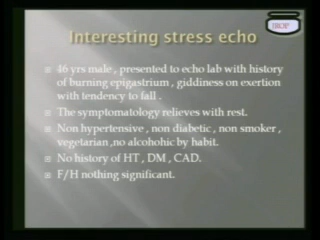 Interesting stress echo
46 yrs male , presented to echo lab with history
of burning epigastrium , giddiness on exertion
with tendency to fall .
The symptomatology relieves with rest.
Non hypertensive , non diabetic , non smoker ,
vegetarian ,no alcohohic by habit.
No history of HT , DM , CAD.
F/H nothing significant.